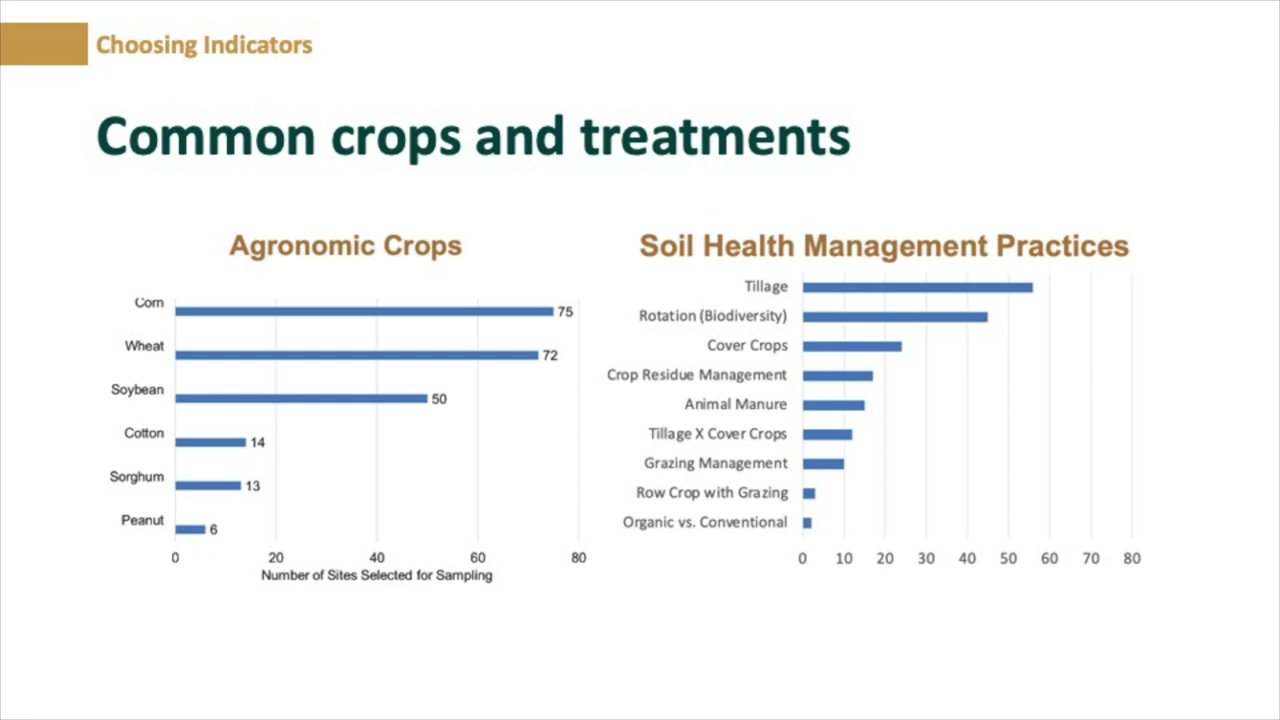 Choosing Indicators
Common crops and treatments
Agronomic Crops
Corn
75
Wheat
72
Soybean
50
Cotton
14
Sorghum
13
Peanut
6
0 20 40 60 80
Number of Sites Selected for Sampling
Soil Health Management Practices
Tillage
Rotation (Biodiversity)
Cover Crops
Crop Residue Management
Animal Manure
Tillage X Cover Crops
Grazing Management
Row Crop with Grazing
Organic vs. Conventional
0 10 20 30 40 50 60 70 80